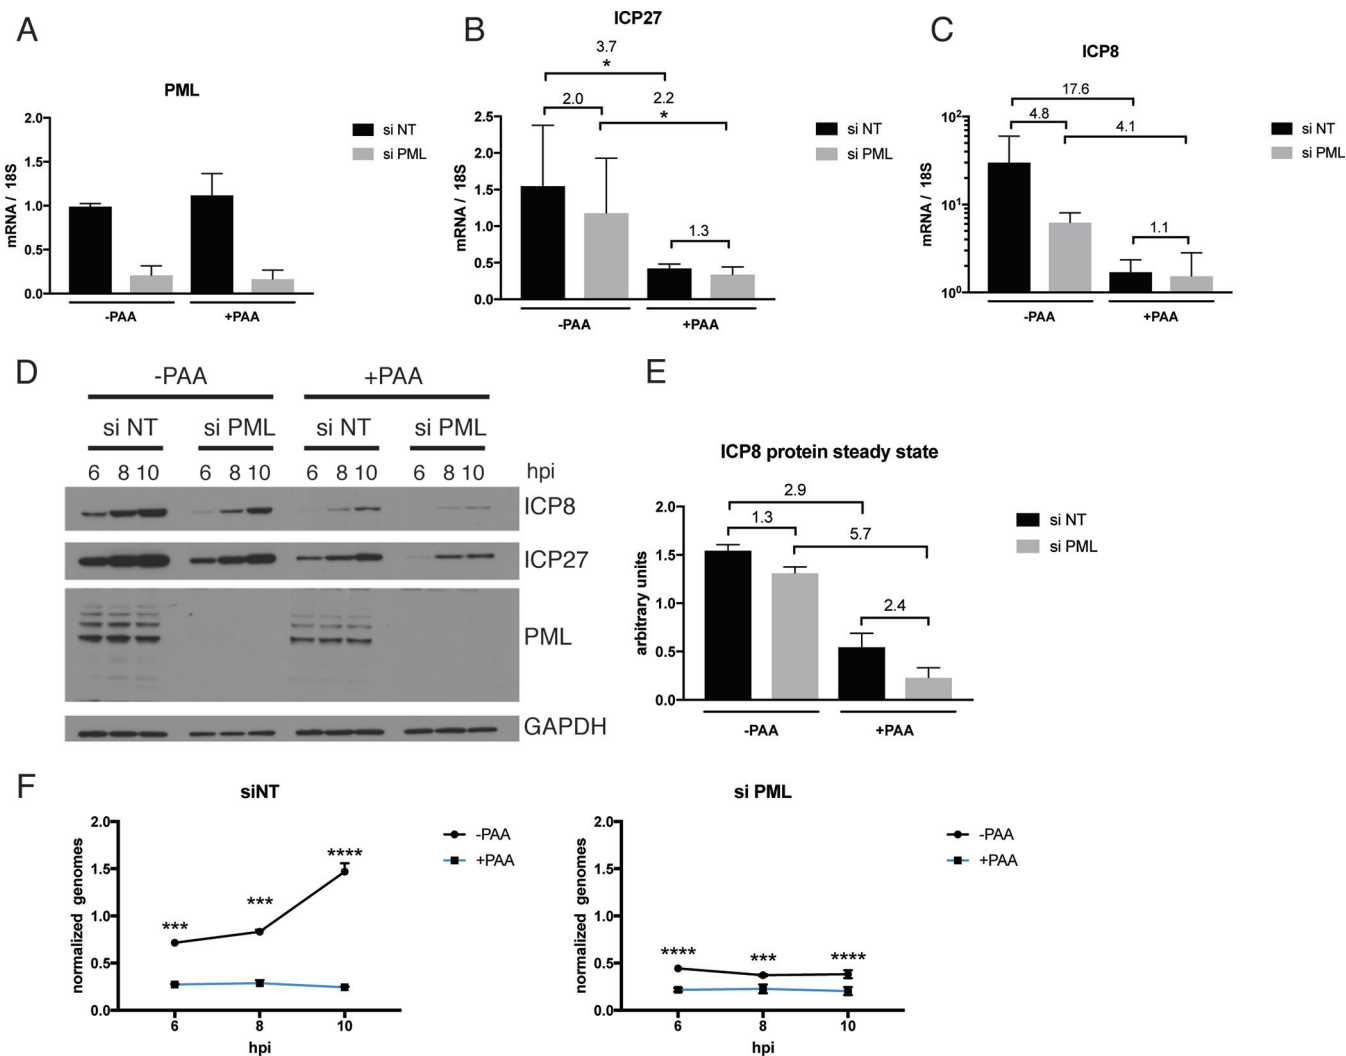 A
PML
mRNA / 18S
2.0
1.5
1.0
0.5
0.0
-PAA
+PAA
si NT
si PML
B
ICP27
3.7
*
2.0
2.2
*
1.3
mRNA / 18S
2.5
2.0
1.5
1.0
0.5
0.0
-PAA
+PAA
si NT
si PML
C
ICP8
17.6
4.8
4.1
1.1
mRNA / 18S
10²
10¹
10⁰
-PAA
+PAA
si NT
si PML
D
-PAA +PAA
si NT si PML si NT si PML
6 8 10 6 8 10 6 8 10 6 8 10 hpi
ICP8
ICP27
PML
GAPDH
E
ICP8 protein steady state
2.9
1.3
5.7
2.4
arbitrary units
2.0
1.5
1.0
0.5
0.0
-PAA
+PAA
si NT
si PML
F
siNT
normalized genomes
2.0
1.5
1.0
0.5
0.0
*** *** ****
6 8 10
hpi
-PAA
+PAA
si PML
normalized genomes
2.0
1.5
1.0
0.5
0.0
**** *** ****
6 8 10
hpi
-PAA
+PAA